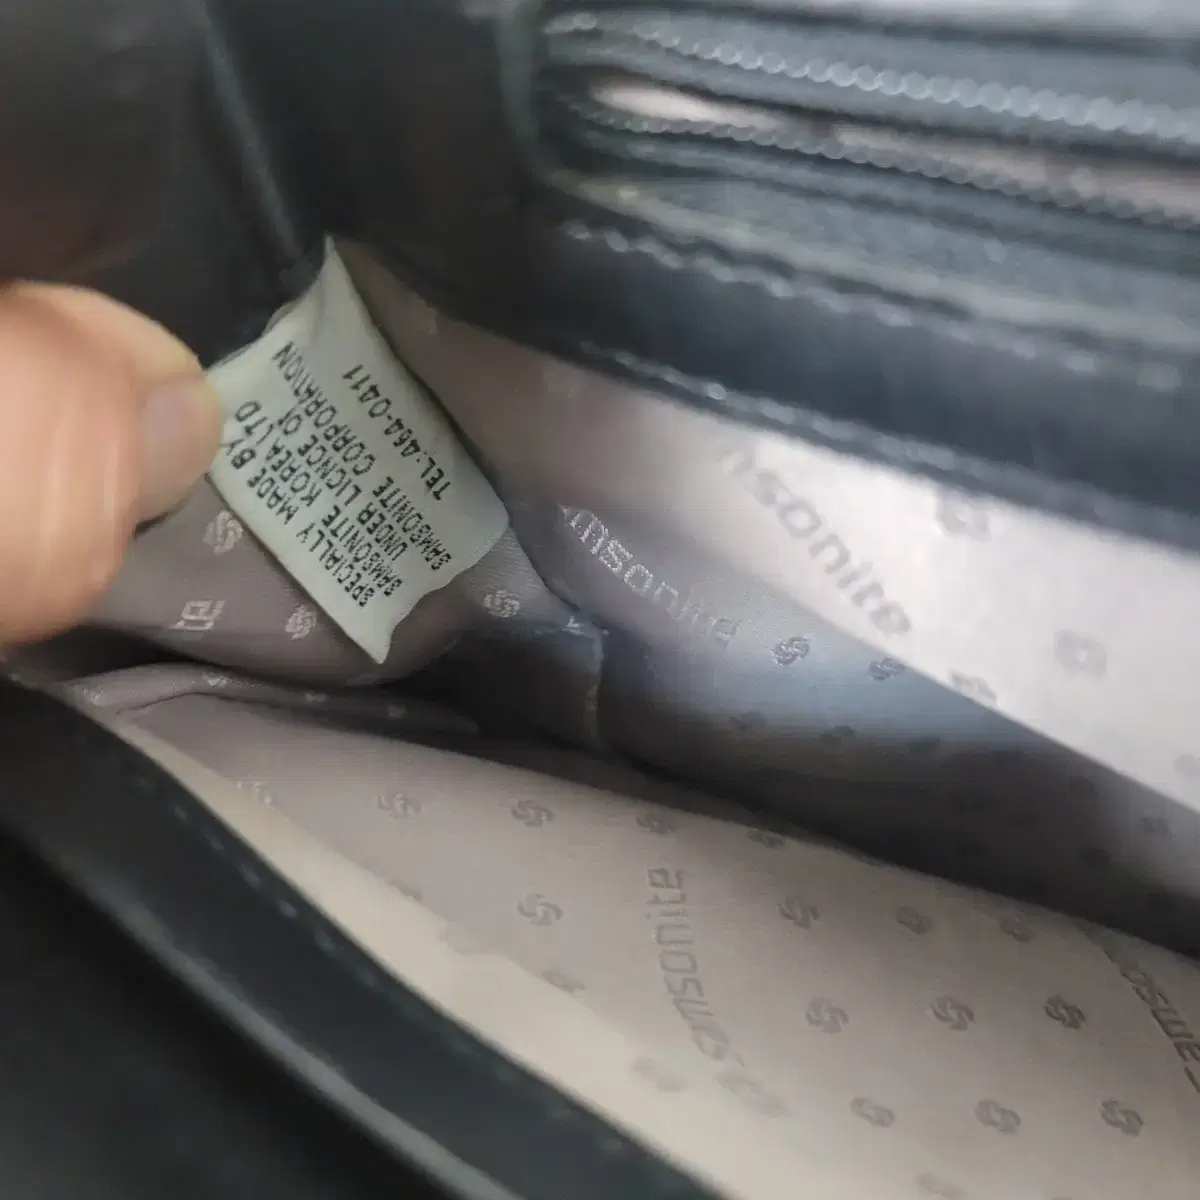 SPECIALLY MADE BY
SAMSONITE KOREA LTD
UNDER LICNCE OF
SAMSONITE CORPORATION
TEL:464-0411
samsonite
samsonite
samsonite